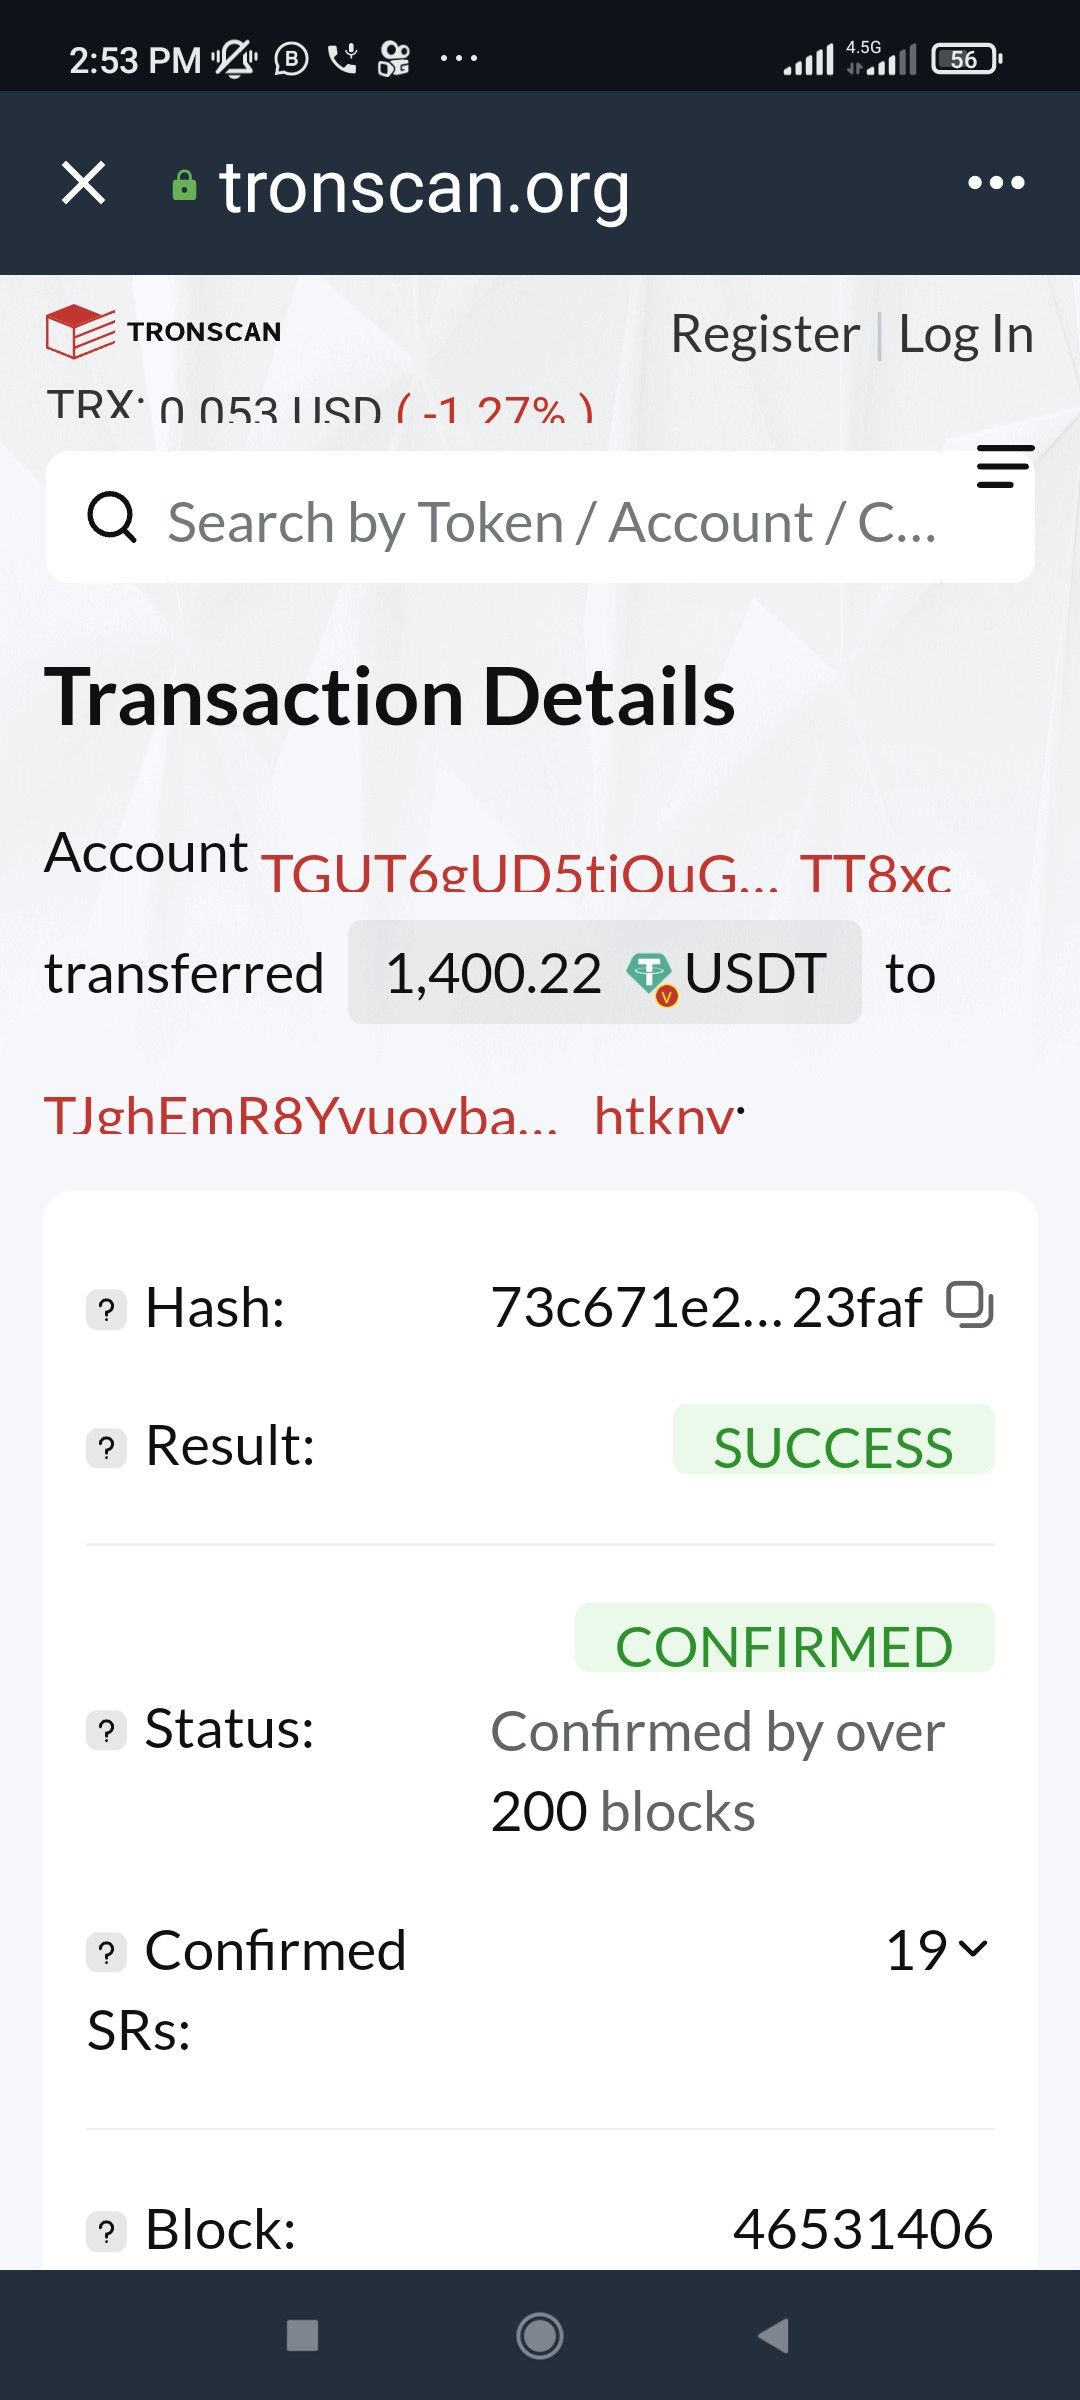 2:53 PM 4.5G 56
tronscan.org
TRONSCAN Register | Log In
TRX: 0.053 USD ( -1.27% )
Search by Token / Account / C...
Transaction Details
Account TGUT6gUD5tiQuG... TT8xc
transferred 1,400.22 USDT to
TJghEmR8Yvuovba... htknv.
? Hash: 73c671e2... 23faf
? Result: SUCCESS
CONFIRMED
? Status: Confirmed by over
200 blocks
? Confirmed 19
SRs:
? Block: 46531406